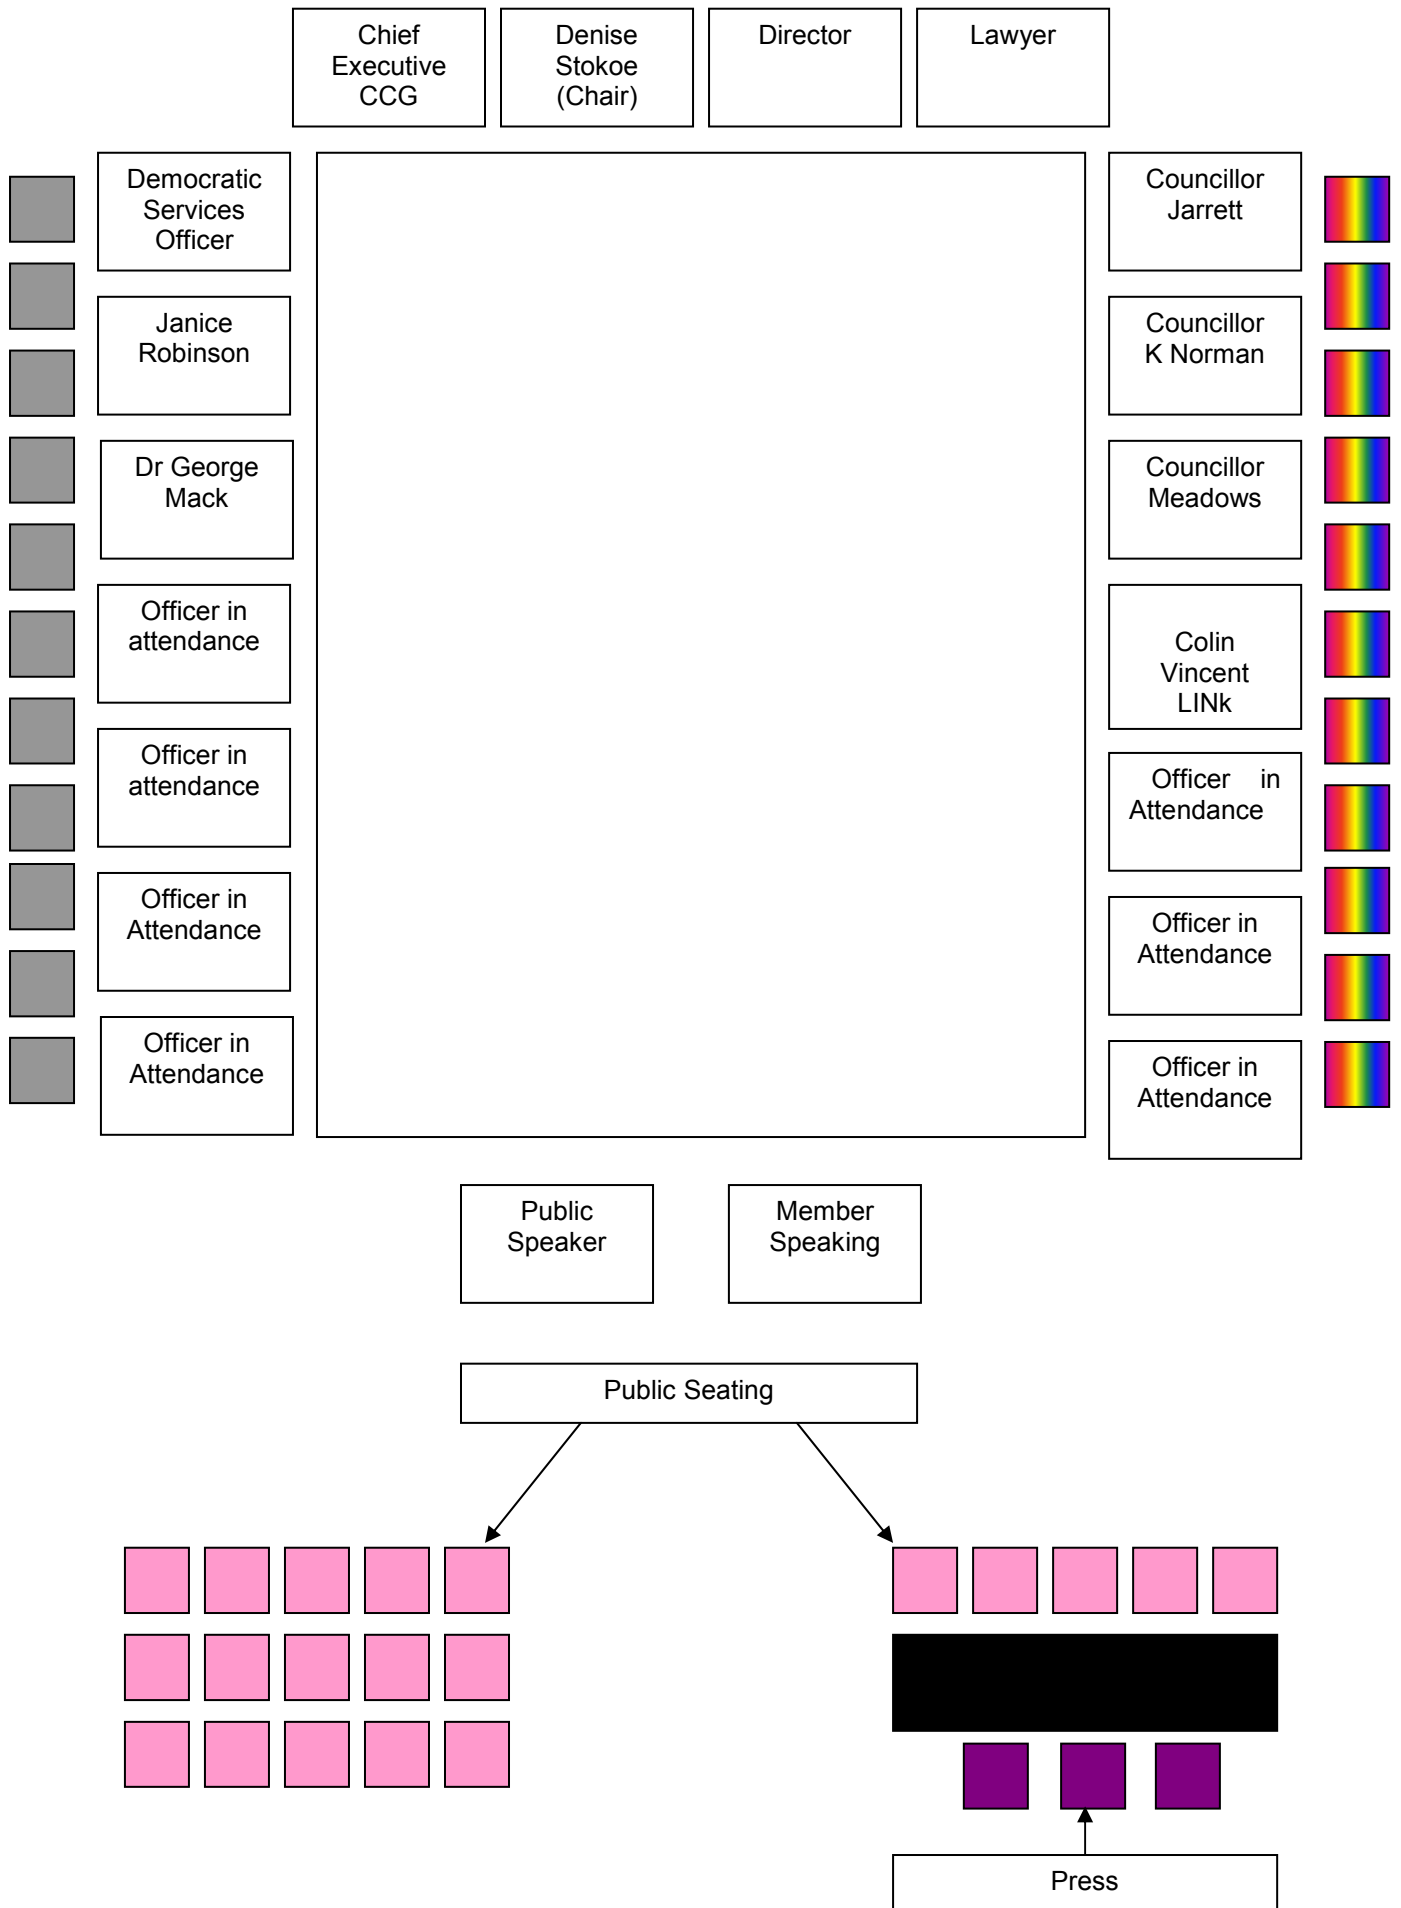 Chief
Executive
CCG
Denise
Stokoe
(Chair)
Director
Lawyer
Democratic
Services
Officer
Janice
Robinson
Dr George
Mack
Officer in
attendance
Officer in
attendance
Officer in
Attendance
Officer in
Attendance
Councillor
Jarrett
Councillor
K Norman
Councillor
Meadows
Colin
Vincent
LINk
Officer in
Attendance
Officer in
Attendance
Officer in
Attendance
Public
Speaker
Member
Speaking
Public Seating
Press